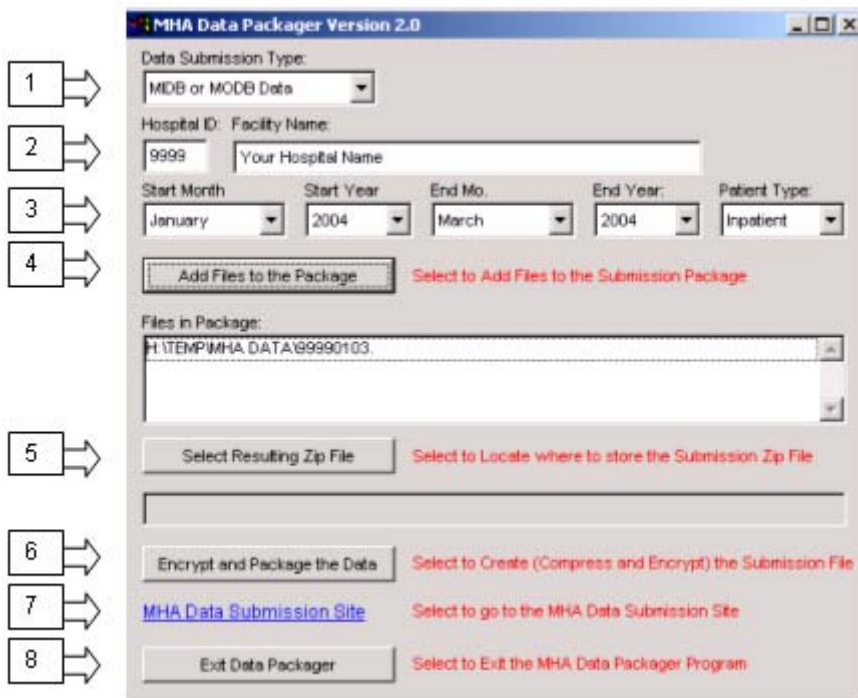 MHA Data Packager Version 2.0
Data Submission Type:
1
MIDB or MODB Data
Hospital ID: Facility Name:
2
9999 Your Hospital Name
Start Month Start Year End Mo. End Year: Patient Type:
3
January 2004 March 2004 Inpatient
4
Add Files to the Package Select to Add Files to the Submission Package
Files in Package:
H:\TEMP\MHA DATA\99990103.
5
Select Resulting Zip File Select to Locate where to store the Submission Zip File
6
Encrypt and Package the Data Select to Create (Compress and Encrypt) the Submission File
7
MHA Data Submission Site Select to go to the MHA Data Submission Site
8
Exit Data Packager Select to Exit the MHA Data Packager Program